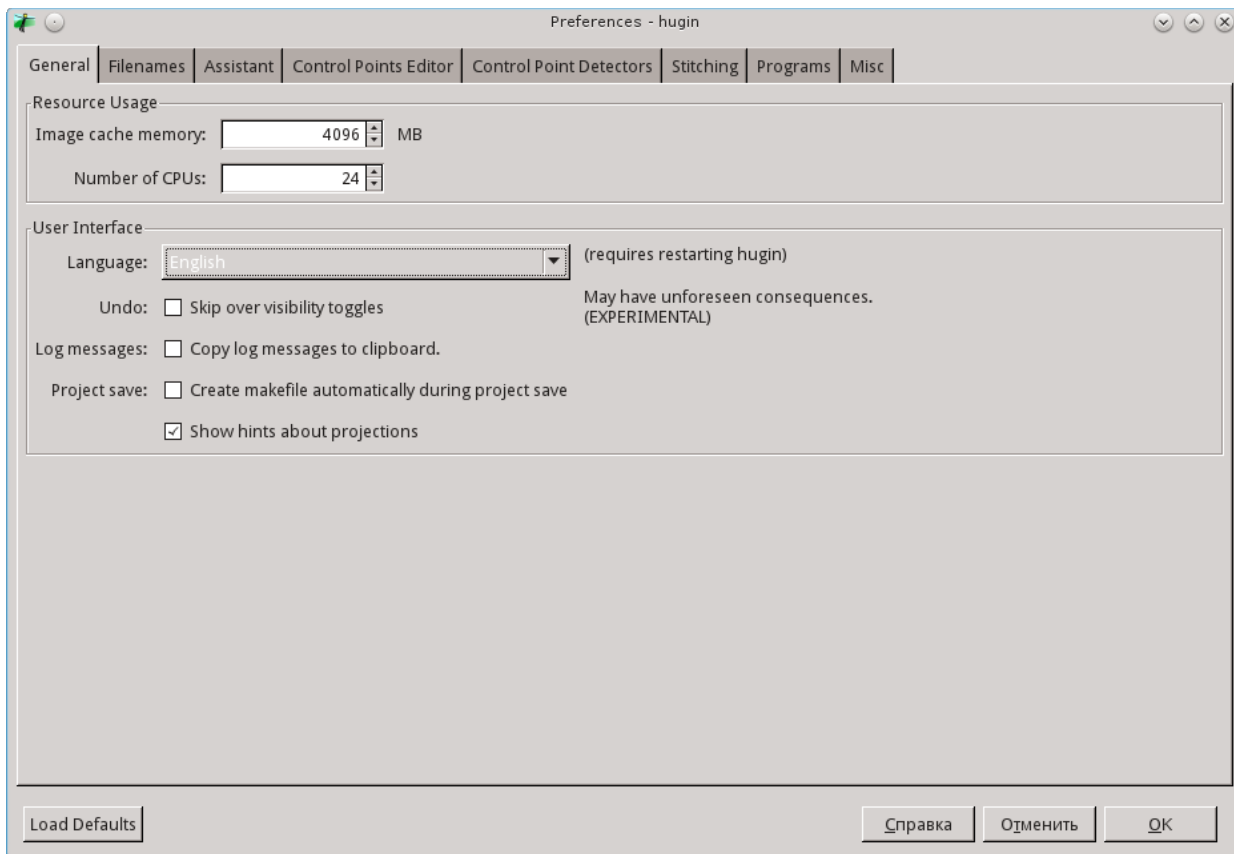 Preferences - hugin
General Filenames Assistant Control Points Editor Control Point Detectors Stitching Programs Misc
Resource Usage
Image cache memory: 4096 MB
Number of CPUs: 24
User Interface
Language: English (requires restarting hugin)
Undo: Skip over visibility toggles May have unforeseen consequences.
(EXPERIMENTAL)
Log messages: Copy log messages to clipboard.
Project save: Create makefile automatically during project save
Show hints about projections
Load Defaults Справка Отменить OK